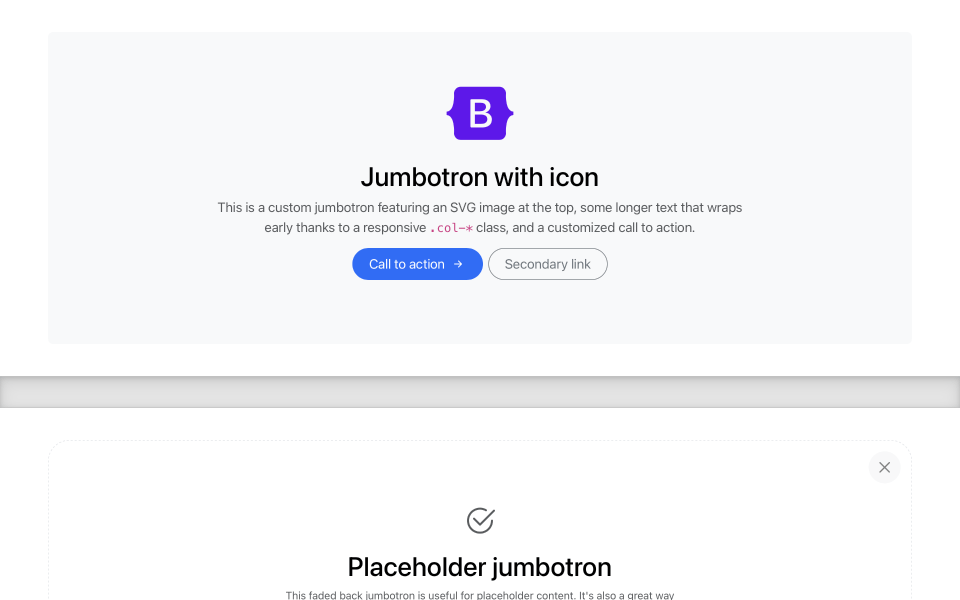 B
Jumbotron with icon
This is a custom jumbotron featuring an SVG image at the top, some longer text that wraps
early thanks to a responsive .col-* class, and a customized call to action.
Call to action →
Secondary link
Placeholder jumbotron
This faded back jumbotron is useful for placeholder content. It's also a great way